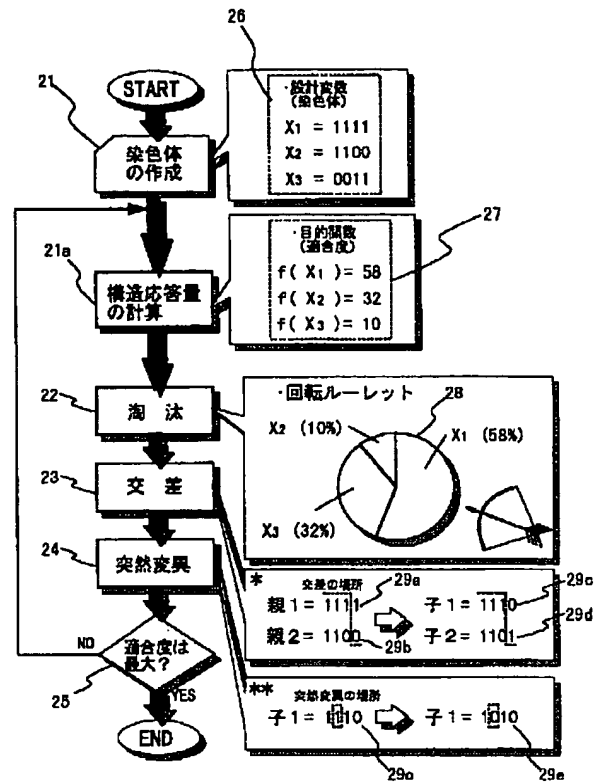 26
21
START
染色体
の作成
・設計変数
(染色体)
X1 = 1111
X2 = 1100
X3 = 0011
27
21a
構造応答量
の計算
・目的関数
(適合度)
f( X1 )= 58
f( X2 )= 32
f( X3 )= 10
22
淘 汰
・回転ルーレット
28
X2 (10%)
X1 (58%)
X3 (32%)
23
交 差
24
突然変異
*
交差の場所
29a
29c
親1=1111
子1=1110
親2=1100
子2=1101
29b
29d
NO
適合度は
最大?
25
YES
END
**
突然変異の場所
子1=1110
子1=1010
29c
29e